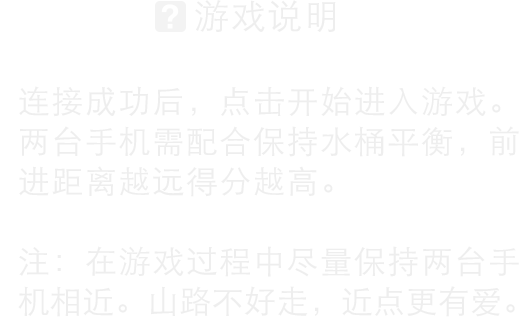 ? 游戏说明
连接成功后，点击开始进入游戏。
两台手机需配合保持水桶平衡，前
进距离越远得分越高。
注：在游戏过程中尽量保持两台手
机相近。山路不好走，近点更有爱。